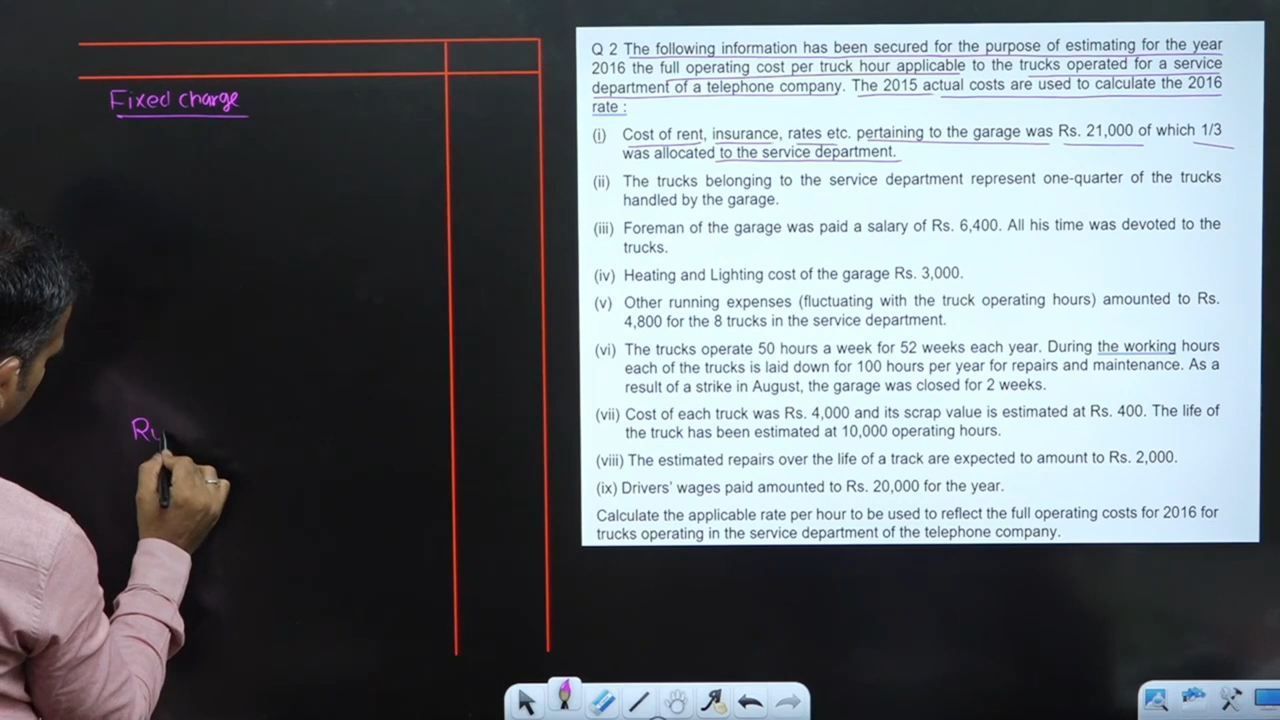 Fixed charge
Q 2 The following information has been secured for the purpose of estimating for the year
2016 the full operating cost per truck hour applicable to the trucks operated for a service
department of a telephone company. The 2015 actual costs are used to calculate the 2016
rate :
(i) Cost of rent, insurance, rates etc. pertaining to the garage was Rs. 21,000 of which 1/3
was allocated to the service department.
(ii) The trucks belonging to the service department represent one-quarter of the trucks
handled by the garage.
(iii) Foreman of the garage was paid a salary of Rs. 6,400. All his time was devoted to the
trucks.
(iv) Heating and Lighting cost of the garage Rs. 3,000.
(v) Other running expenses (fluctuating with the truck operating hours) amounted to Rs.
4,800 for the 8 trucks in the service department.
(vi) The trucks operate 50 hours a week for 52 weeks each year. During the working hours
each of the trucks is laid down for 100 hours per year for repairs and maintenance. As a
result of a strike in August, the garage was closed for 2 weeks.
(vii) Cost of each truck was Rs. 4,000 and its scrap value is estimated at Rs. 400. The life of
the truck has been estimated at 10,000 operating hours.
(viii) The estimated repairs over the life of a track are expected to amount to Rs. 2,000.
(ix) Drivers' wages paid amounted to Rs. 20,000 for the year.
Calculate the applicable rate per hour to be used to reflect the full operating costs for 2016 for
trucks operating in the service department of the telephone company.